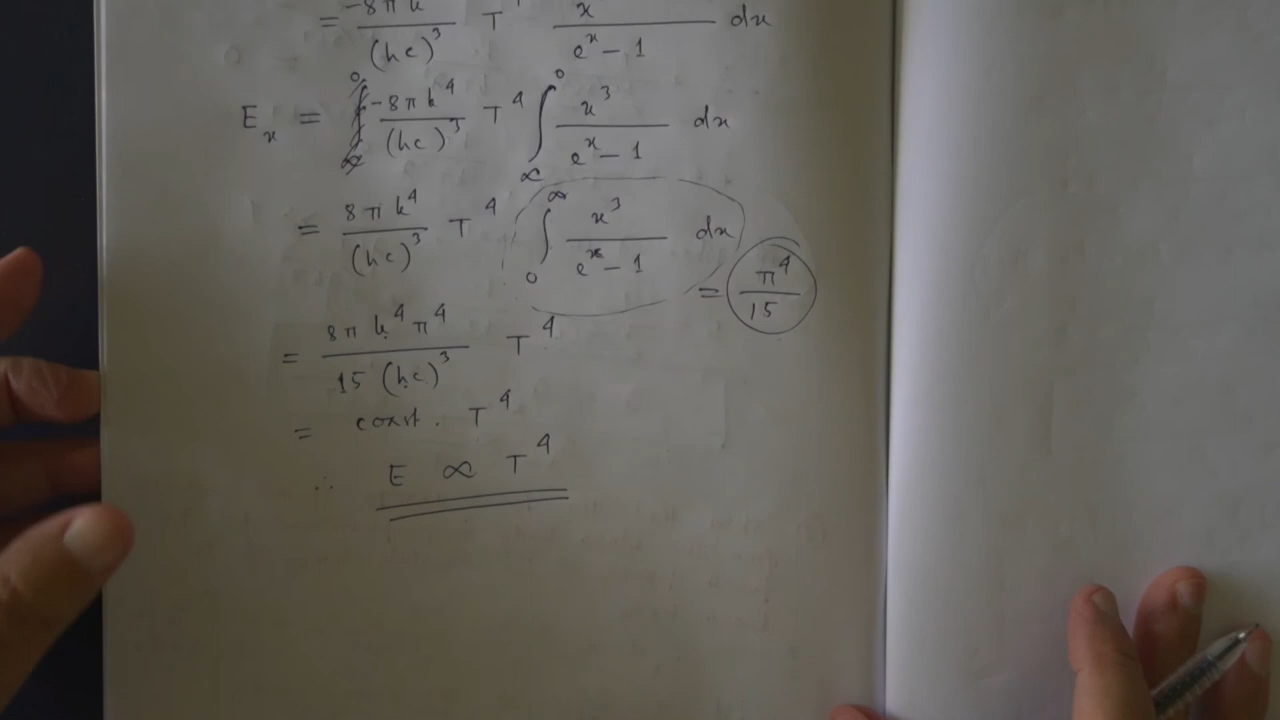 = -8πk / (hc)³ T x / eˣ - 1 dx
Eₓ = -8πk⁴ / (hc)³ T⁴ ∫ 0 ∞ x³ / eˣ - 1 dx
= 8πk⁴ / (hc)³ T⁴ ∫ ∞ 0 x³ / eˣ - 1 dx = π⁴ / 15
= 8πk⁴π⁴ / 15 (hc)³ T⁴
= const. T⁴
∴ E ∝ T⁴